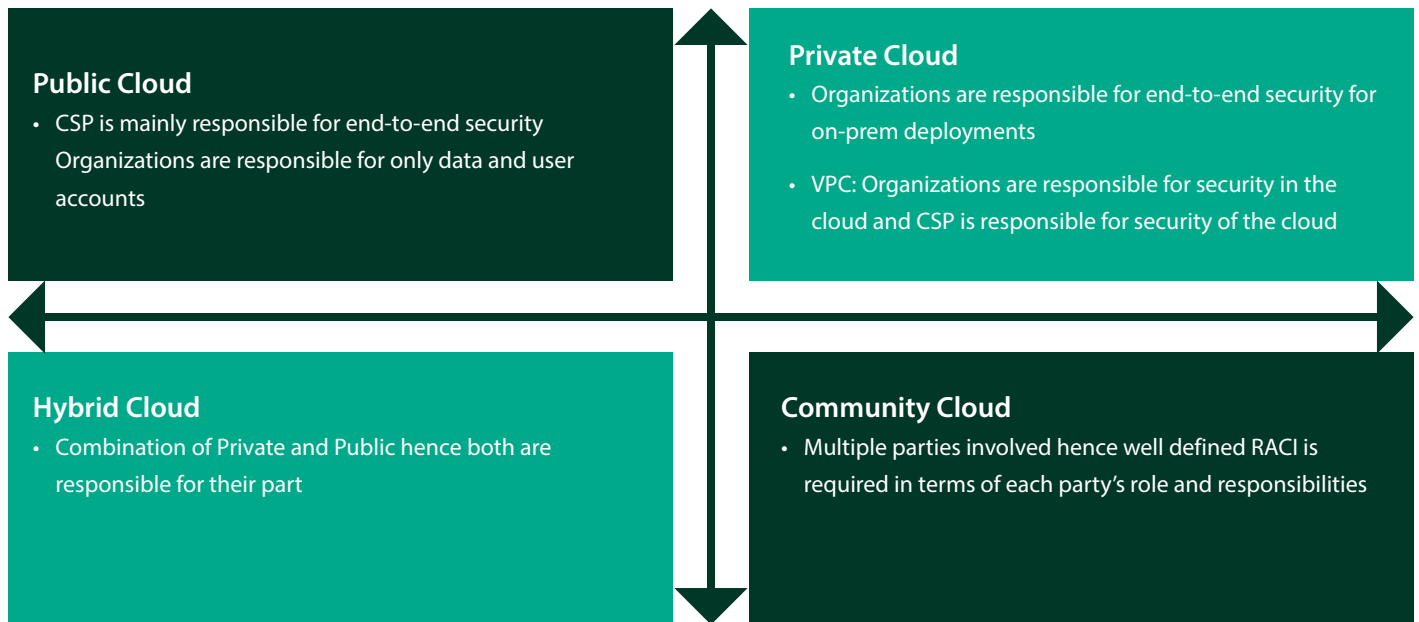 Public Cloud
• CSP is mainly responsible for end-to-end security
Organizations are responsible for only data and user
accounts
Private Cloud
• Organizations are responsible for end-to-end security for
on-prem deployments
• VPC: Organizations are responsible for security in the
cloud and CSP is responsible for security of the cloud
Hybrid Cloud
• Combination of Private and Public hence both are
responsible for their part
Community Cloud
• Multiple parties involved hence well defined RACI is
required in terms of each party’s role and responsibilities